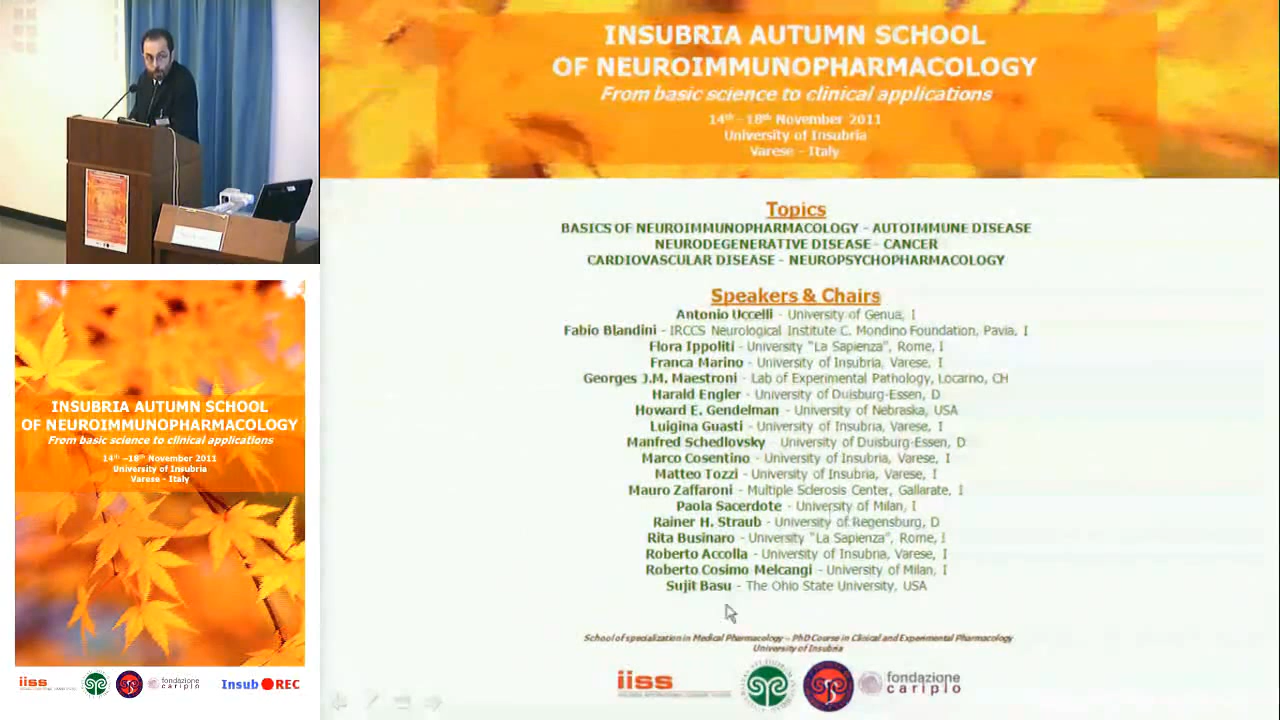 INSUBRIA AUTUMN SCHOOL
OF NEUROIMMUNOPHARMACOLOGY
From basic science to clinical applications
14th - 18th November 2011
University of Insubria
Varese - Italy
Topics
BASICS OF NEUROIMMUNOPHARMACOLOGY - AUTOIMMUNE DISEASE
NEURODEGENERATIVE DISEASE - CANCER
CARDIOVASCULAR DISEASE - NEUROPSYCHOPHARMACOLOGY
Speakers & Chairs
Antonio Uccelli - University of Genua, I
Fabio Blandini - IRCCS Neurological Institute C. Mondino Foundation, Pavia, I
Flora Ippoliti - University "La Sapienza", Rome, I
Franca Marino - University of Insubria, Varese, I
Georges J.M. Maestroni - Lab of Experimental Pathology, Locarno, CH
Harald Engler - University of Duisburg-Essen, D
Howard E. Gendelman - University of Nebraska, USA
Luigina Guasti - University of Insubria, Varese, I
Manfred Schedlovsky - University of Duisburg-Essen, D
Marco Cosentino - University of Insubria, Varese, I
Matteo Tozzi - University of Insubria, Varese, I
Mauro Zaffaroni - Multiple Sclerosis Center, Gallarate, I
Paola Sacerdote - University of Milan, I
Rainer H. Straub - University of Regensburg, D
Rita Businaro - University "La Sapienza", Rome, I
Roberto Accolla - University of Insubria, Varese, I
Roberto Cosimo Melcangi - University of Milan, I
Sujit Basu - The Ohio State University, USA
School of specialization in Medical Pharmacology – PhD Course in Clinical and Experimental Pharmacology
University of Insubria
iiss
fondazione
cariplo
INSUBRIA AUTUMN SCHOOL
OF NEUROIMMUNOPHARMACOLOGY
From basic science to clinical applications
14th –18th November 2011
University of Insubria
Varese - Italy
iiss
fondazione
cariplo
Insub REC